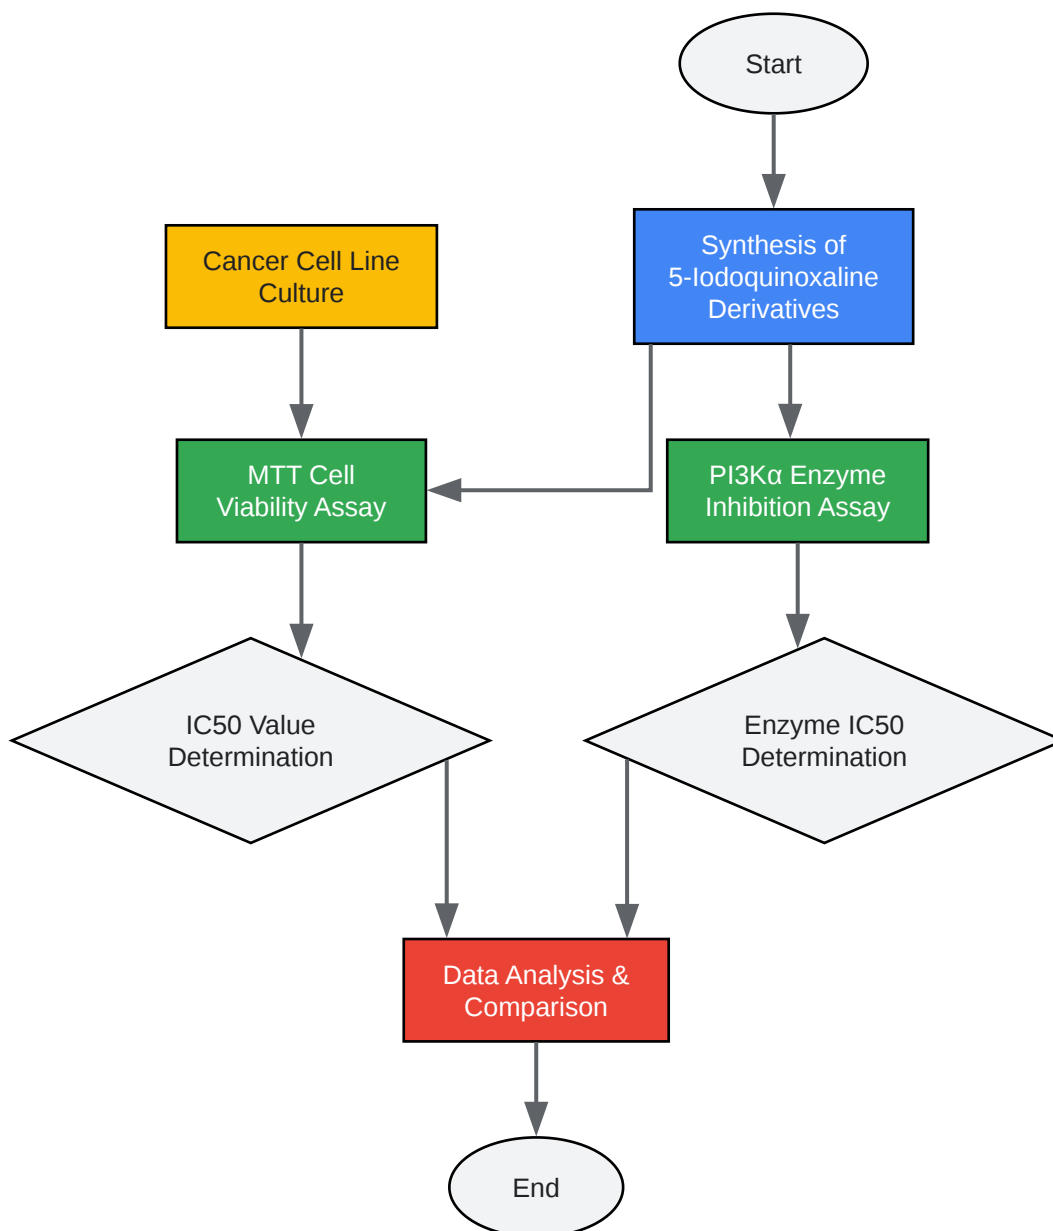 Start
Synthesis of
5-Iodoquinoxaline
Derivatives
Cancer Cell Line
Culture
MTT Cell
Viability Assay
PI3Kα Enzyme
Inhibition Assay
IC50 Value
Determination
Enzyme IC50
Determination
Data Analysis &
Comparison
End